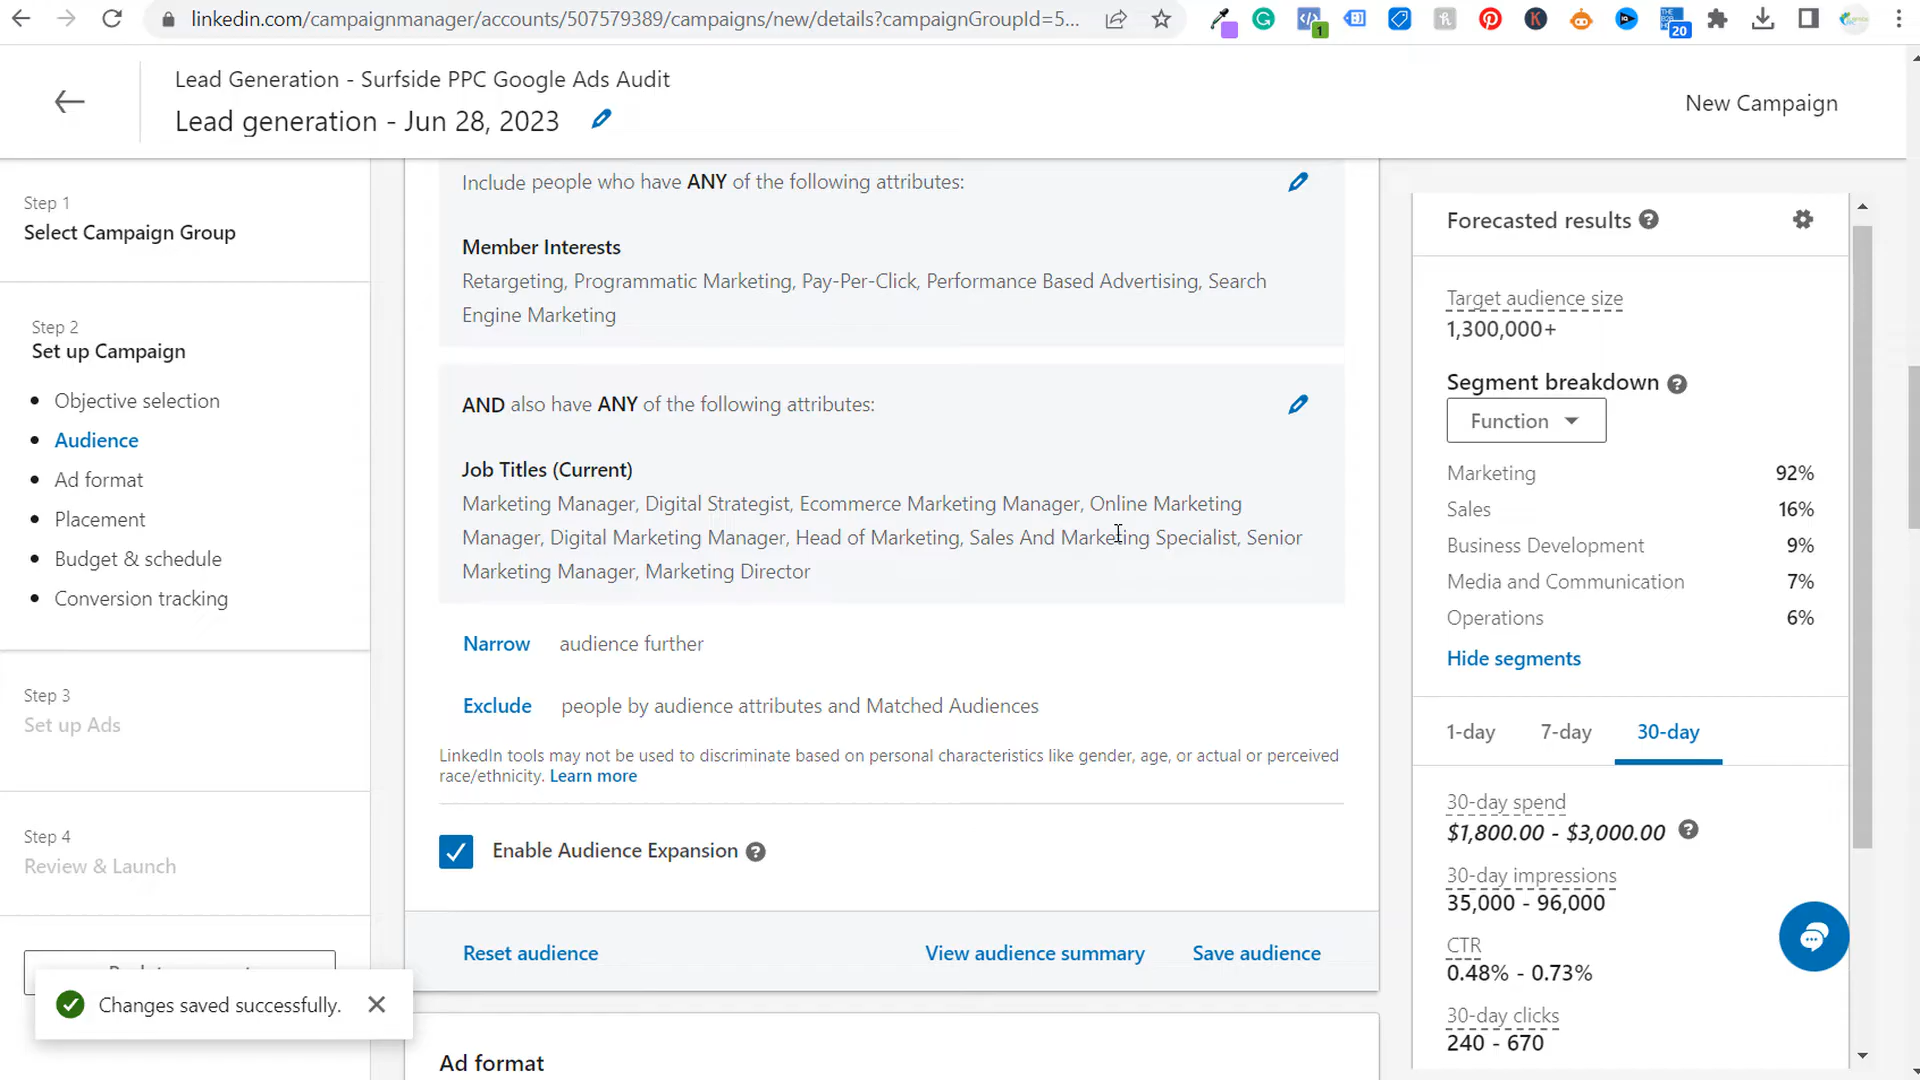 linkedin.com/campaignmanager/accounts/507579389/campaigns/new/details?campaignGroupId=5...
1
20
Lead Generation - Surfside PPC Google Ads Audit
Lead generation - Jun 28, 2023
New Campaign
Step 1
Select Campaign Group
Step 2
Set up Campaign
Objective selection
Audience
Ad format
Placement
Budget & schedule
Conversion tracking
Step 3
Set up Ads
Step 4
Review & Launch
Changes saved successfully.
Include people who have ANY of the following attributes:
Member Interests
Retargeting, Programmatic Marketing, Pay-Per-Click, Performance Based Advertising, Search
Engine Marketing
AND also have ANY of the following attributes:
Job Titles (Current)
Marketing Manager, Digital Strategist, Ecommerce Marketing Manager, Online Marketing
Manager, Digital Marketing Manager, Head of Marketing, Sales And Marketing Specialist, Senior
Marketing Manager, Marketing Director
Narrow audience further
Exclude people by audience attributes and Matched Audiences
LinkedIn tools may not be used to discriminate based on personal characteristics like gender, age, or actual or perceived
race/ethnicity. Learn more
Enable Audience Expansion
Reset audience
View audience summary
Save audience
Ad format
Forecasted results
Target audience size
1,300,000+
Segment breakdown
Function
Marketing 92%
Sales 16%
Business Development 9%
Media and Communication 7%
Operations 6%
Hide segments
1-day 7-day 30-day
30-day spend
$1,800.00 - $3,000.00
30-day impressions
35,000 - 96,000
CTR
0.48% - 0.73%
30-day clicks
240 - 670